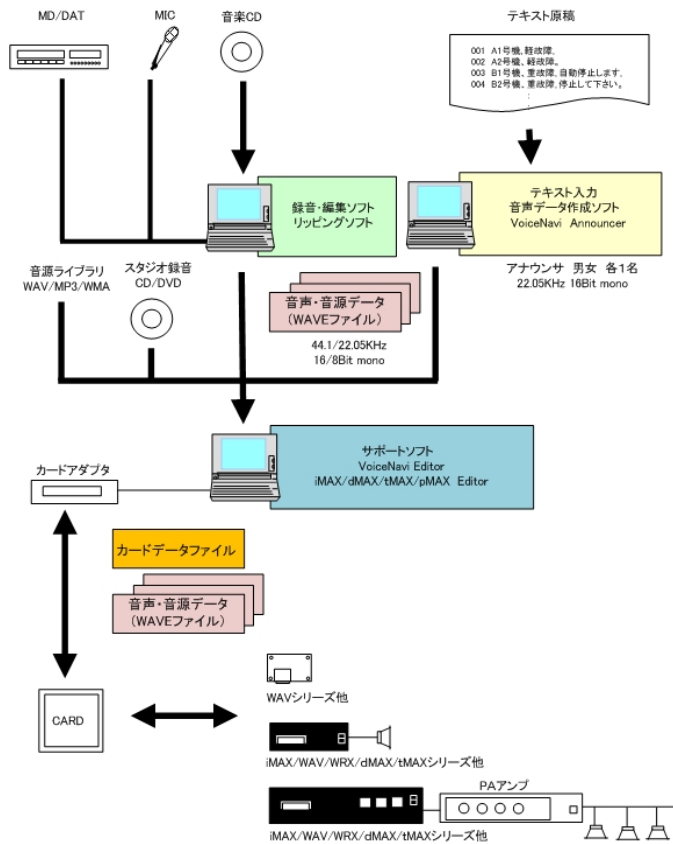 MD/DAT
MIC
音楽CD
テキスト原稿
001 A1号機、軽故障、
002 A2号機、軽故障。
003 B1号機、重故障、自動停止します、
004 B2号機、重故障、停止して下さい。
録音・編集ソフト
リッピングソフト
テキスト入力
音声データ作成ソフト
VoiceNavi Announcer
アナウンサ 男女 各1名
22.05KHz 16Bit mono
音源ライブラリ
WAV/MP3/WMA
スタジオ録音
CD/DVD
音声・音源データ
(WAVEファイル)
44.1/22.05KHz
16/8Bit mono
サポートソフト
VoiceNavi Editor
iMAX/dMAX/tMAX/pMAX Editor
カードアダプタ
カードデータファイル
音声・音源データ
(WAVEファイル)
CARD
WAVシリーズ他
iMAX/WAV/WRX/dMAX/tMAXシリーズ他
PAアンプ
iMAX/WAV/WRX/dMAX/tMAXシリーズ他